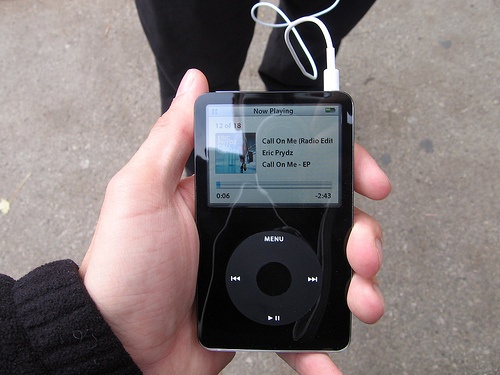 Now Playing
12 of 18
Call On Me (Radio Edit
Eric Prydz
Call On Me - EP
0:06 -2:43
MENU